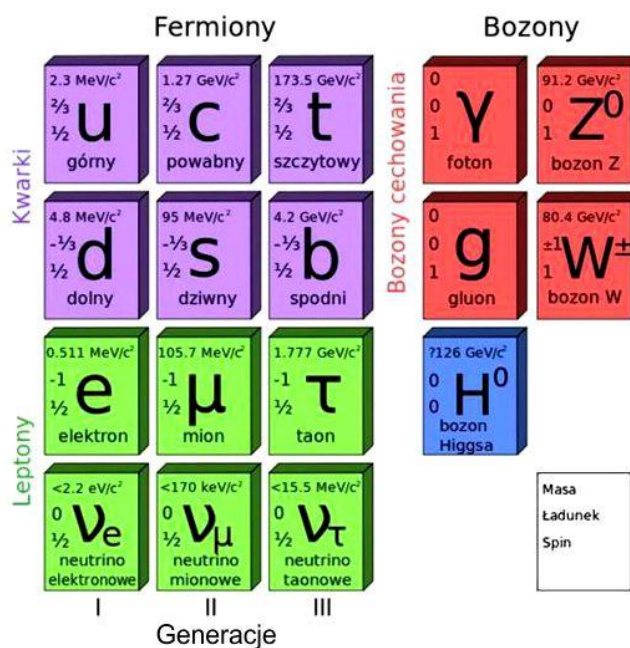 Fermiony
Bozony
Kwarki
2.3 MeV/c²
⅔
½
u
górny
1.27 GeV/c²
⅔
½
c
powabny
173.5 GeV/c²
⅔
½
t
szczytowy
Bozony cechowania
0
0
1
γ
foton
91.2 GeV/c²
0
1
Z⁰
bozon Z
4.8 MeV/c²
-⅓
½
d
dolny
95 MeV/c²
-⅓
½
s
dziwny
4.2 GeV/c²
-⅓
½
b
spodni
0
0
1
g
gluon
80.4 GeV/c²
±1
1
W±
bozon W
Leptony
0.511 MeV/c²
-1
½
e
elektron
105.7 MeV/c²
-1
½
μ
mion
1.777 GeV/c²
-1
½
τ
taon
?126 GeV/c²
0
0
H⁰
bozon
Higgsa
<2.2 eV/c²
0
½
νe
neutrino
elektronowe
<170 keV/c²
0
½
νμ
neutrino
mionowe
<15.5 MeV/c²
0
½
ντ
neutrino
taonowe
Masa
Ładunek
Spin
I
II
III
Generacje